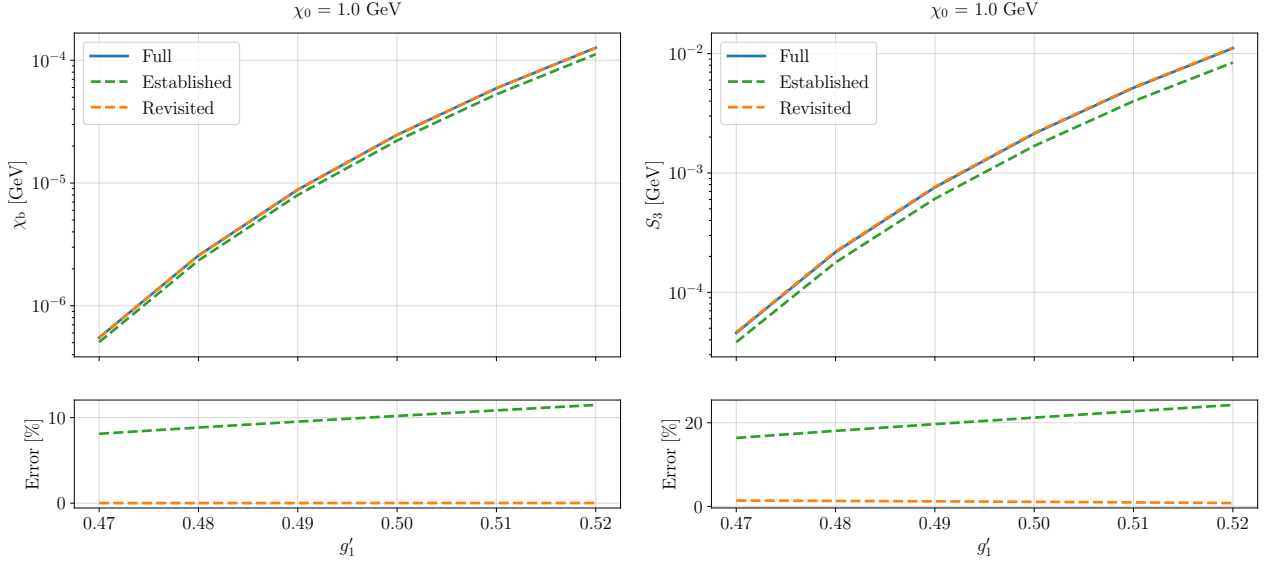 χ₀ = 1.0 GeV
Full
Established
Revisited
10⁻⁴
10⁻⁵
10⁻⁶
χ_b [GeV]
10
0
Error [%]
0.47 0.48 0.49 0.50 0.51 0.52
g′₁
χ₀ = 1.0 GeV
Full
Established
Revisited
10⁻²
10⁻³
10⁻⁴
S₃ [GeV]
20
0
Error [%]
0.47 0.48 0.49 0.50 0.51 0.52
g′₁